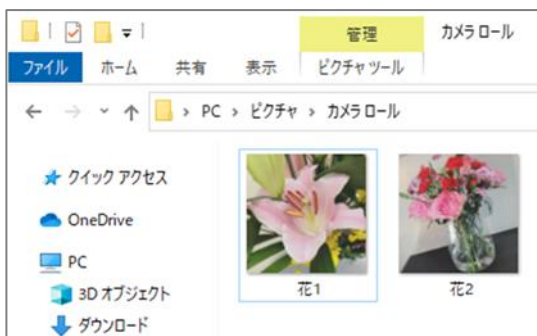 管理
カメラ ロール
ファイル
ホーム
共有
表示
ピクチャ ツール
PC › ピクチャ › カメラ ロール
クイック アクセス
OneDrive
PC
3D オブジェクト
ダウンロード
花1
花2